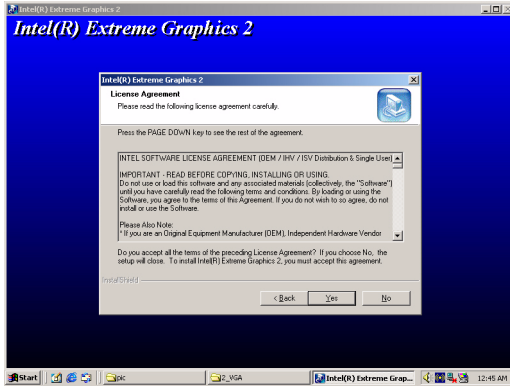 Intel(R) Extreme Graphics 2
Intel(R) Extreme Graphics 2
Intel(R) Extreme Graphics 2
License Agreement
Please read the following license agreement carefully.
Press the PAGE DOWN key to see the rest of the agreement.
INTEL SOFTWARE LICENSE AGREEMENT (OEM / IHV / ISV Distribution & Single User)
IMPORTANT - READ BEFORE COPYING, INSTALLING OR USING.
Do not use or load this software and any associated materials (collectively, the "Software")
until you have carefully read the following terms and conditions. By loading or using the
Software, you agree to the terms of this Agreement. If you do not wish to so agree, do not
install or use the Software.
Please Also Note:
* If you are an Original Equipment Manufacturer (OEM), Independent Hardware Vendor
Do you accept all the terms of the preceding License Agreement? If you choose No, the
setup will close. To install Intel(R) Extreme Graphics 2, you must accept this agreement.
InstallShield
< Back
Yes
No
Start
pic
2_VGA
Intel(R) Extreme Grap...
12:45 AM